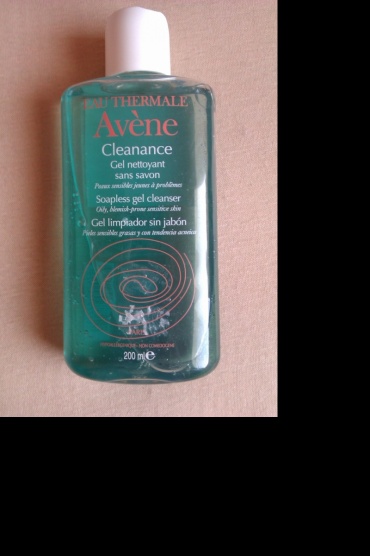 EAU THERMALE
Avène
Cleanance
Gel nettoyant
sans savon
Peaux sensibles jeunes à problèmes
Soapless gel cleanser
Oily, blemish-prone sensitive skin
Gel limpiador sin jabón
Pieles sensibles grasas y con tendencia acneica
200 ml e